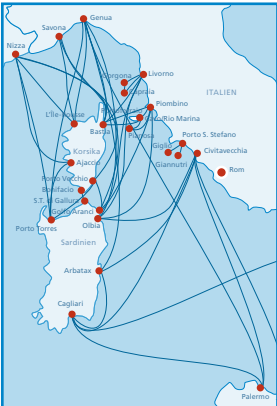 Genua
Savona
Nizza
Gorgona
Livorno
Capraia
ITALIEN
Piombino
Rio Marina
L'Île-Rousse
Bastia
Pianosa
Porto S. Stefano
Giglio
Civitavecchia
Korsika
Giannutri
Ajaccio
Rom
Porto Vecchio
Bonifacio
S.T. di Gallura
Golfo Aranci
Olbia
Porto Torres
Sardinien
Arbatax
Cagliari
Palermo